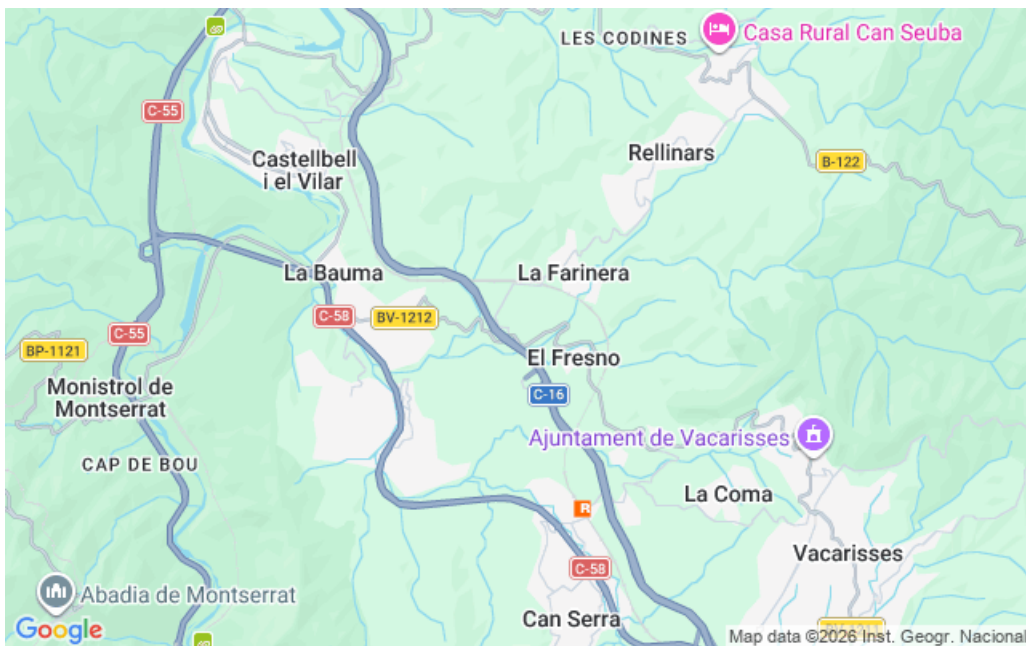 LES CODINES
Casa Rural Can Seuba
C-55
Castellbell
i el Vilar
Rellinars
B-122
La Bauma
La Farinera
C-58
BV-1212
C-55
BP-1121
El Fresno
Monistrol de
Montserrat
C-16
Ajuntament de Vacarisses
CAP DE BOU
La Coma
R
Vacarisses
C-58
Abadia de Montserrat
Can Serra
Google
Map data ©2026 Inst. Geogr. Nacional